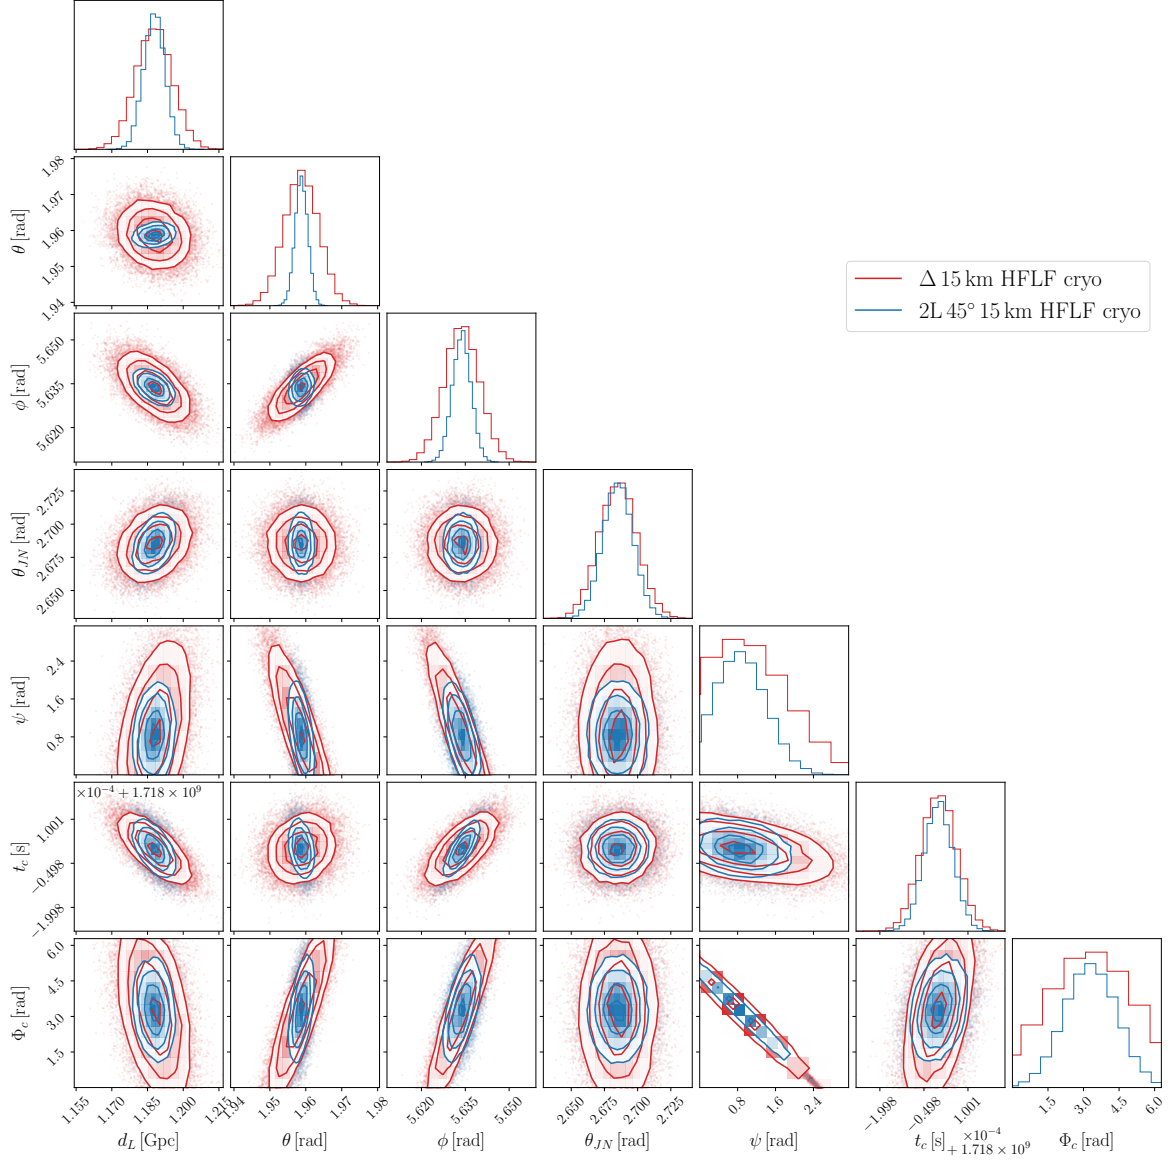 1.98
1.97
1.96
1.95
1.94
θ [rad]
Δ 15 km HFLF cryo
2L 45° 15 km HFLF cryo
5.650
5.635
5.620
ϕ [rad]
2.725
2.700
2.675
2.650
θ_{JN} [rad]
2.4
1.6
0.8
ψ [rad]
×10⁻⁴ + 1.718 × 10⁹
1.001
−0.498
−1.998
t_c [s]
6.0
4.5
3.0
1.5
Φ_c [rad]
1.155 1.170 1.185 1.200 1.215
1.94 1.95 1.96 1.97 1.98
5.620 5.635 5.650
2.650 2.675 2.700 2.725
0.8 1.6 2.4
−1.998 −0.498 1.001
1.5 3.0 4.5 6.0
d_L [Gpc] θ [rad] ϕ [rad] θ_{JN} [rad] ψ [rad] t_c [s] ×10⁻⁴ + 1.718 × 10⁹ Φ_c [rad]